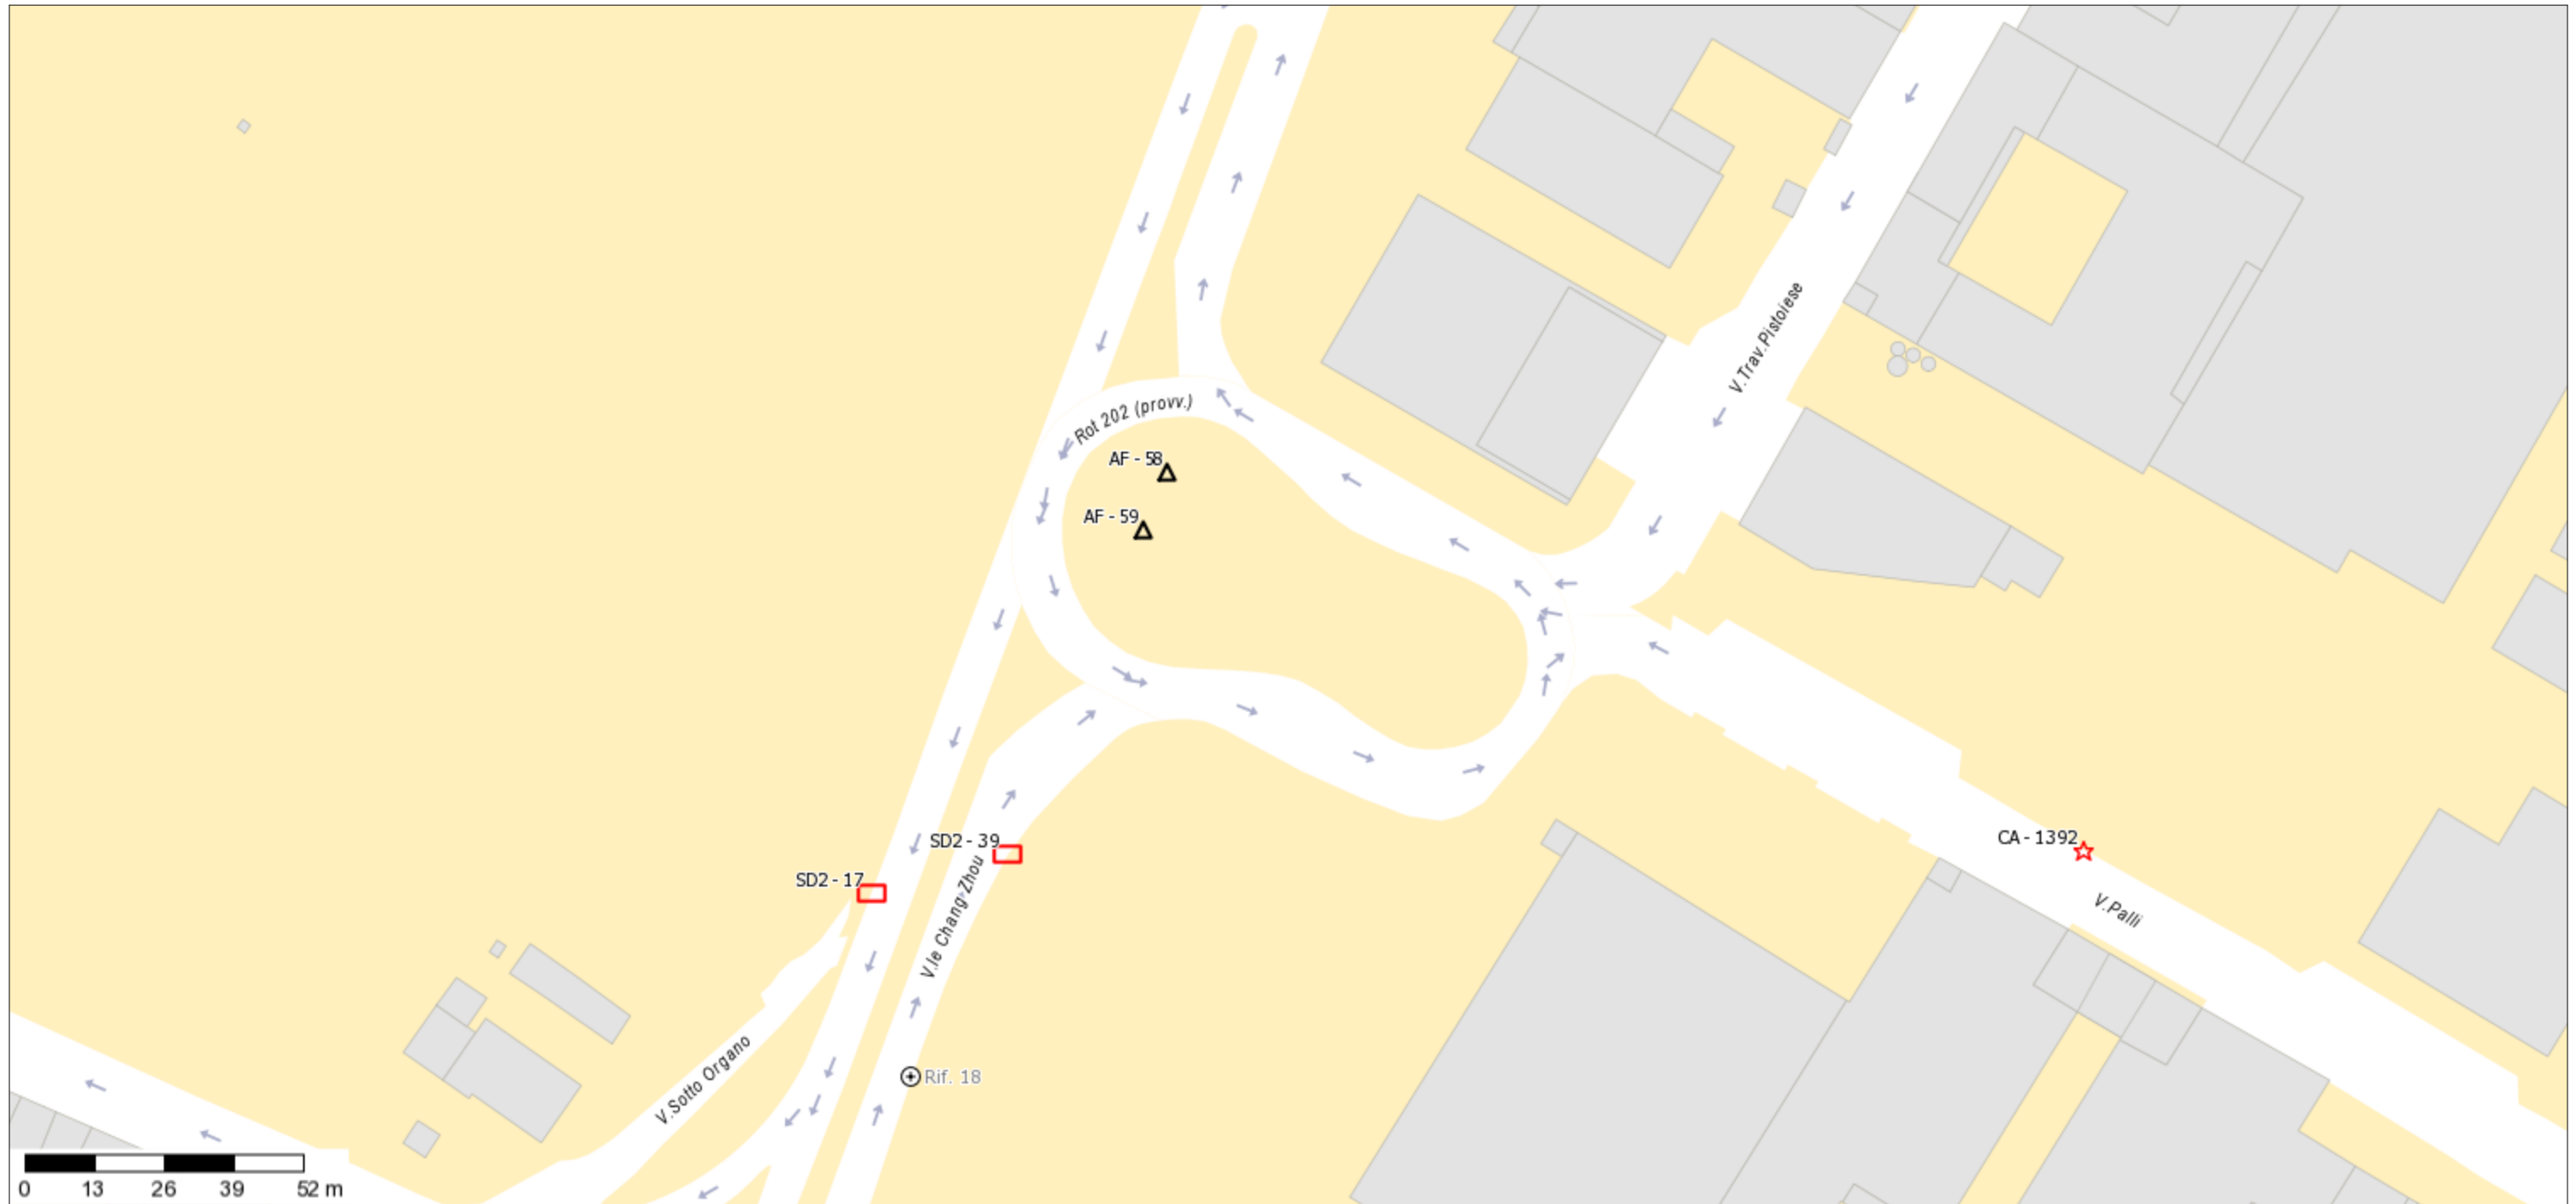 V.Trav.Pistoiese
Rot 202 (provv.)
AF - 58
AF - 59
SD2 - 39
CA - 1392
SD2 - 17
V.le Chang Zhou
V.Palli
V.Sotto Organo
Rif. 18
0 13 26 39 52 m